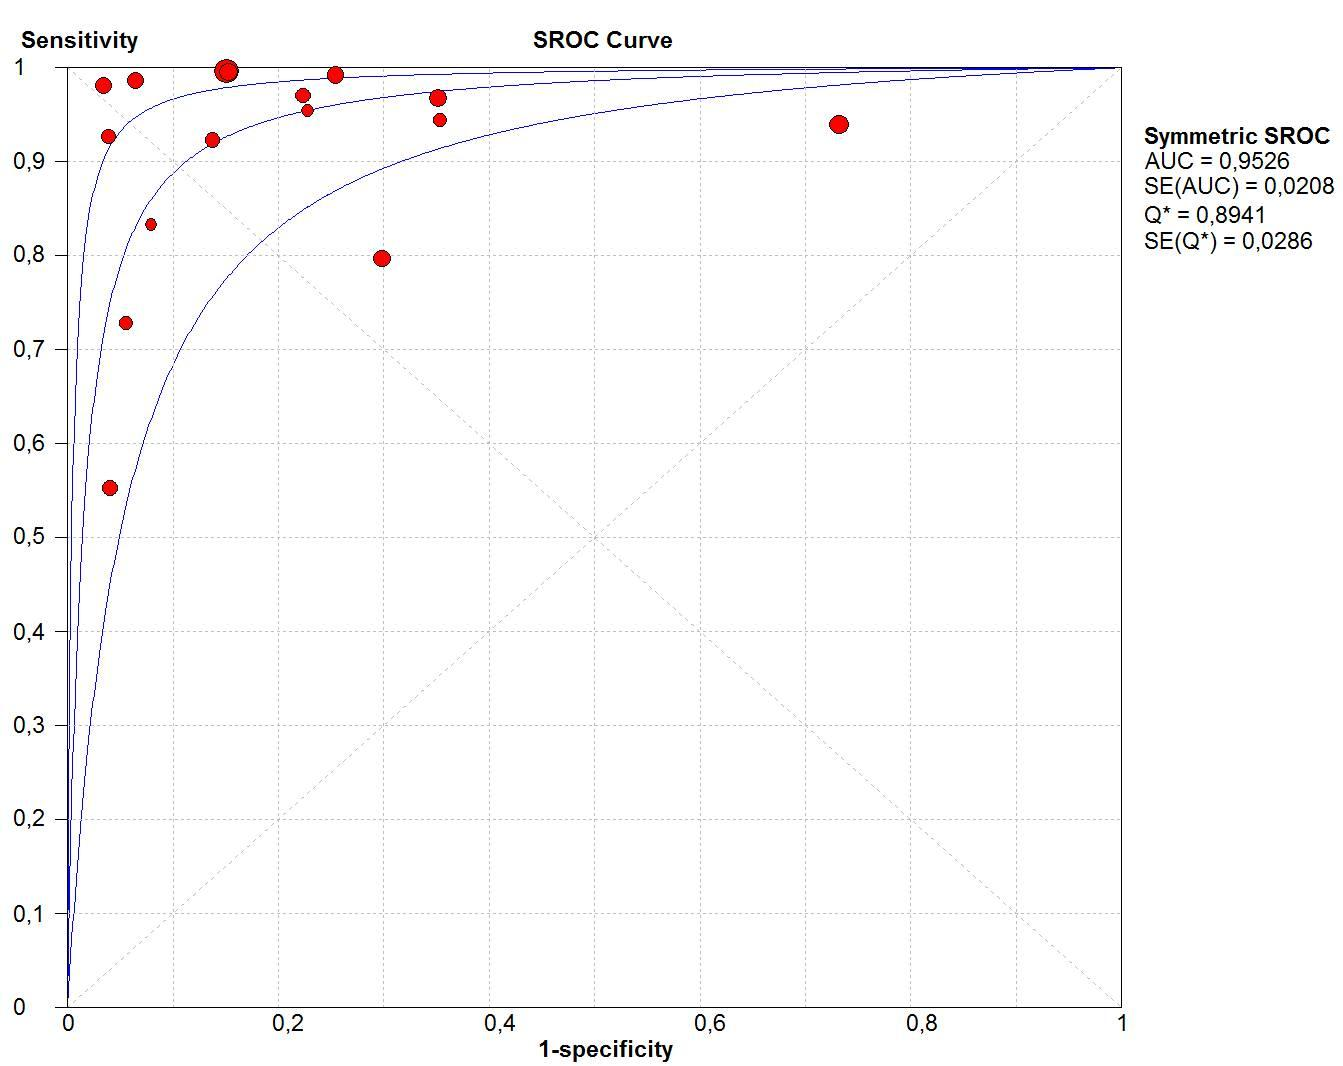 Sensitivity
SROC Curve
1
0,9
0,8
0,7
0,6
0,5
0,4
0,3
0,2
0,1
0
0 0,2 0,4 0,6 0,8 1
1-specificity
Symmetric SROC
AUC = 0,9526
SE(AUC) = 0,0208
Q* = 0,8941
SE(Q*) = 0,0286